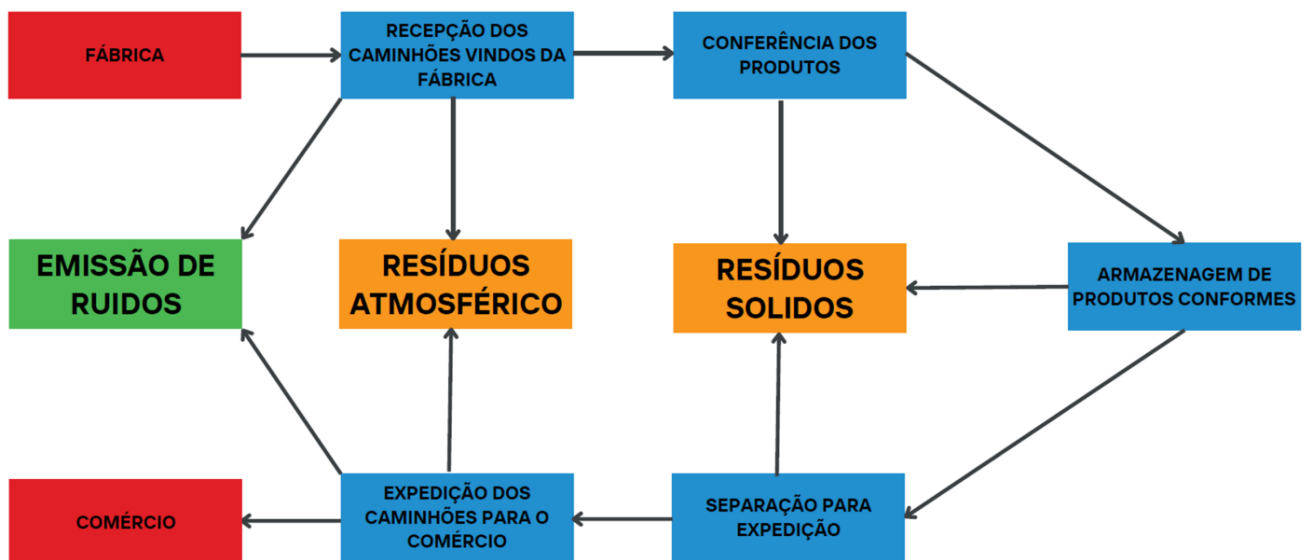 FÁBRICA
RECEPÇÃO DOS
CAMINHÕES VINDOS DA
FÁBRICA
CONFERÊNCIA DOS
PRODUTOS
EMISSÃO DE
RUIDOS
RESÍDUOS
ATMOSFÉRICO
RESÍDUOS
SOLIDOS
ARMAZENAGEM DE
PRODUTOS CONFORMES
COMÉRCIO
EXPEDIÇÃO DOS
CAMINHÕES PARA O
COMÉRCIO
SEPARAÇÃO PARA
EXPEDIÇÃO